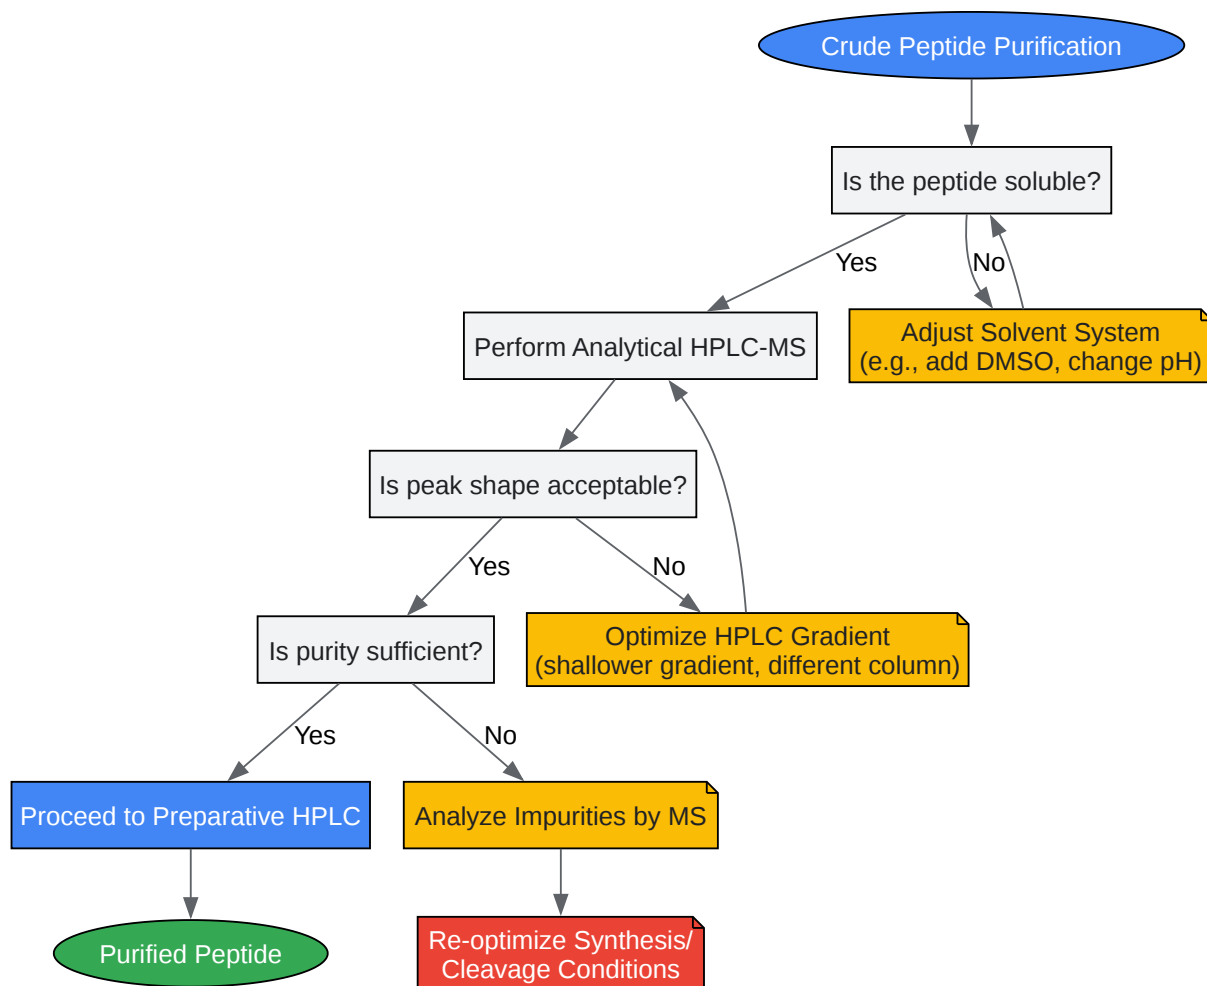 Crude Peptide Purification
Is the peptide soluble?
Yes
No
Adjust Solvent System
(e.g., add DMSO, change pH)
Perform Analytical HPLC-MS
Is peak shape acceptable?
Yes
No
Optimize HPLC Gradient
(shallower gradient, different column)
Is purity sufficient?
Yes
No
Proceed to Preparative HPLC
Analyze Impurities by MS
Purified Peptide
Re-optimize Synthesis/
Cleavage Conditions